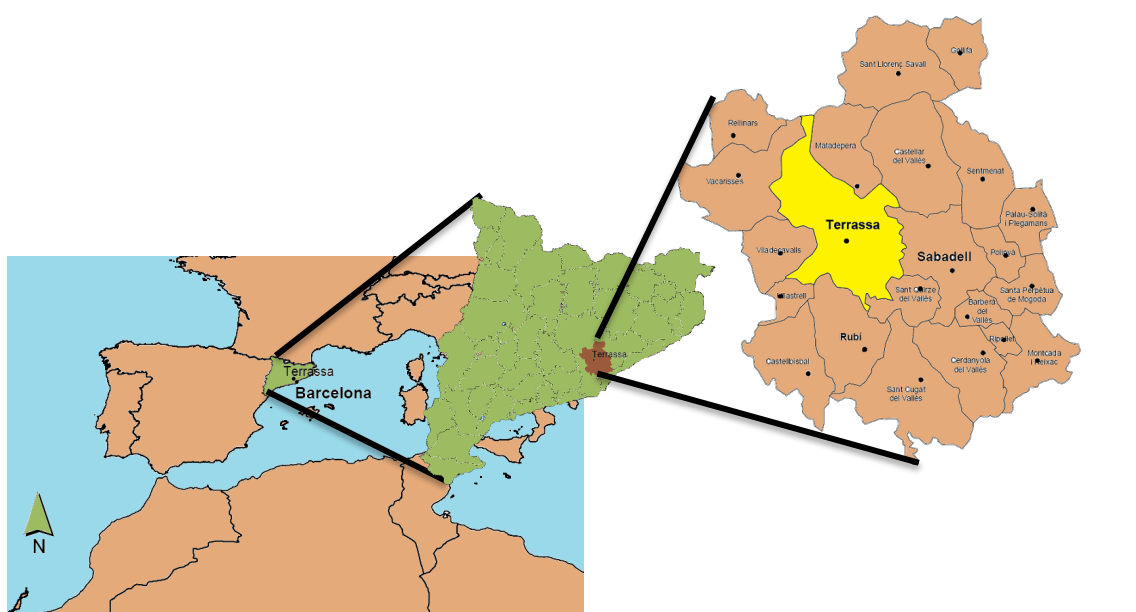 Gallifa
Sant Llorenç Savall
Rellinars
Matadepera
Castellar
del Vallès
Sentmenat
Vacarisses
Palau-Solità
i Plegamans
Terrassa
Viladecavalls
Sabadell
Polinyà
Ullastrell
Sant Quirze
del Vallès
Santa Perpètua
de Mogoda
Barberà
del
Vallès
Rubí
Ripollet
Castellbisbal
Cerdanyola
del Vallès
Montcada
i Reixac
Sant Cugat
del Vallès
Terrassa
Terrassa
Barcelona
N